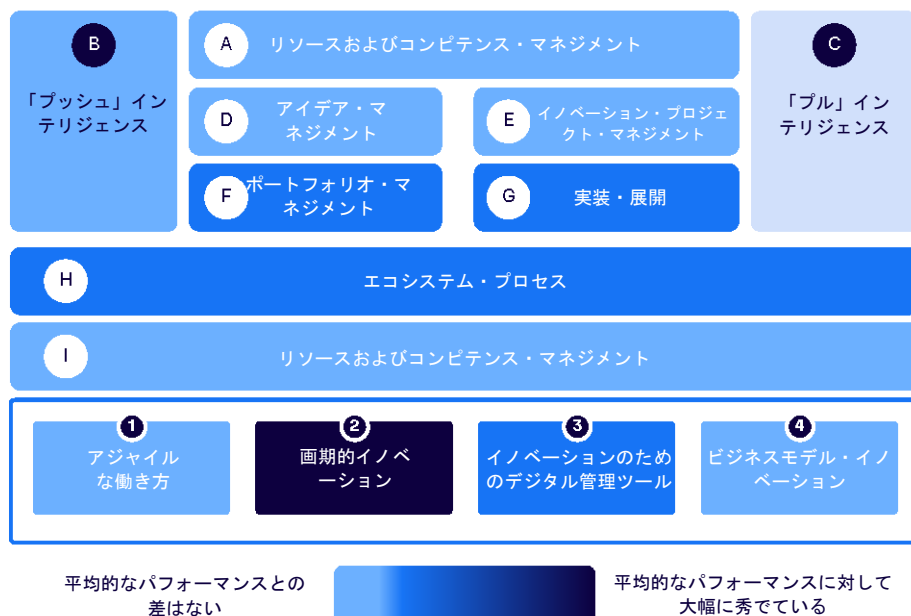 B
「プッシュ」イン
テリジェンス
A
リソースおよびコンピテンス・マネジメント
C
「プル」イン
テリジェンス
D
アイデア・マ
ネジメント
E
イノベーション・プロジェ
クト・マネジメント
F
ポートフォリオ・マ
ネジメント
G
実装・展開
H
エコシステム・プロセス
I
リソースおよびコンピテンス・マネジメント
1
アジャイル
な働き方
2
画期的イノベ
ーション
3
イノベーションのため
のデジタル管理ツール
4
ビジネスモデル・イノ
ベーション
平均的なパフォーマンスとの
差はない
平均的なパフォーマンスに対して
大幅に秀でている